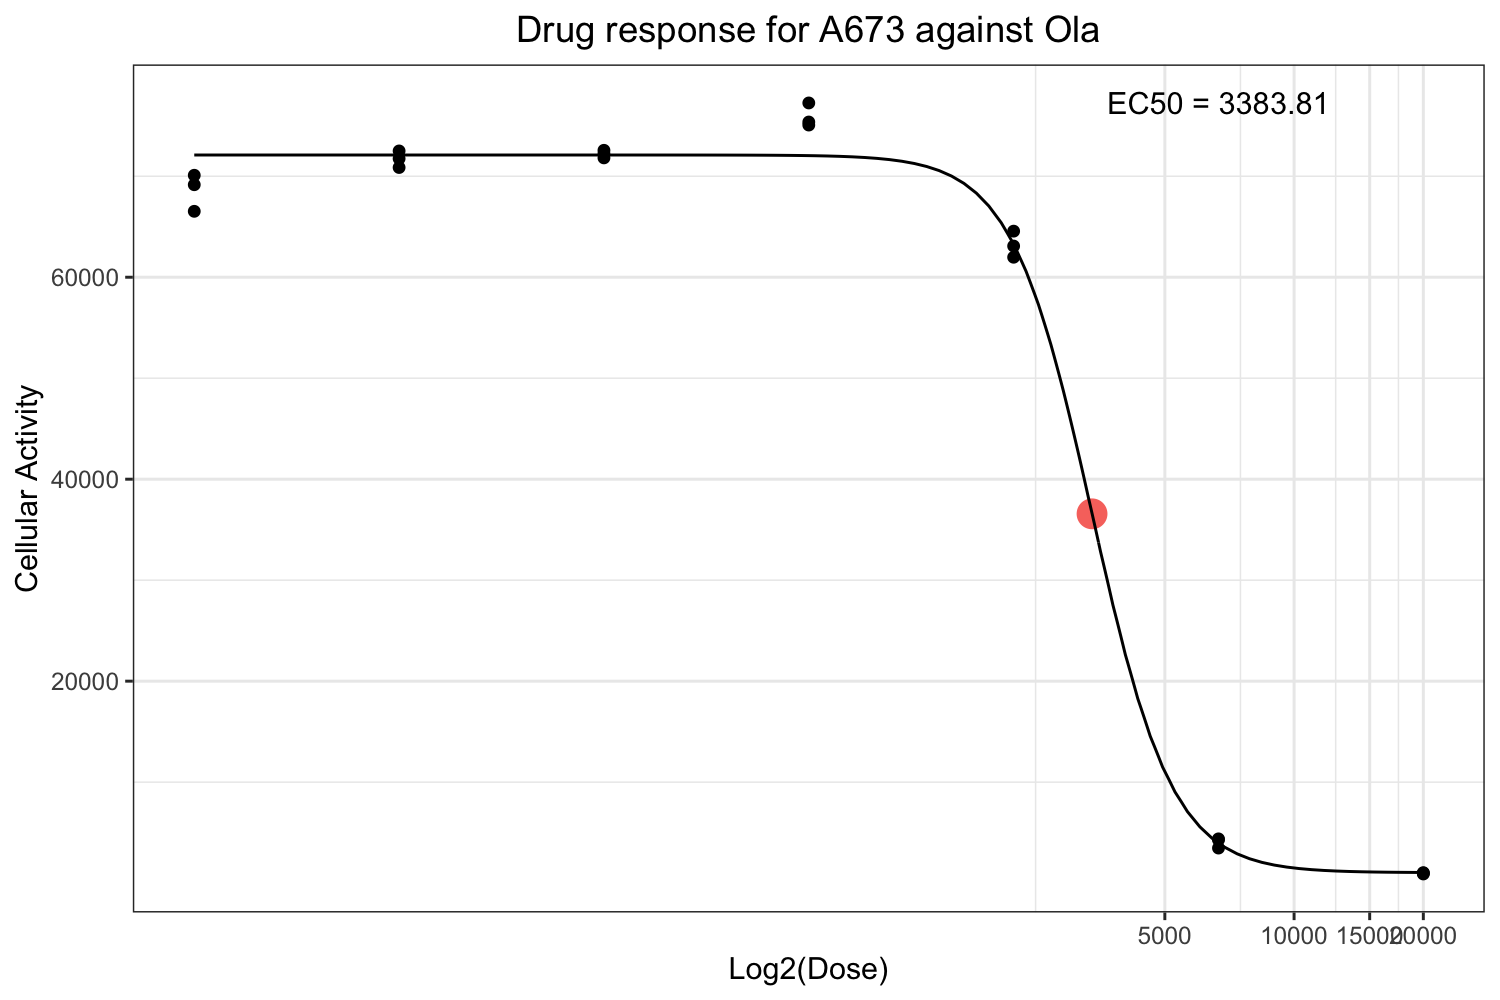 Drug response for A673 against Ola
EC50 = 3383.81
Cellular Activity
60000
40000
20000
5000
10000
15000
20000
Log2(Dose)